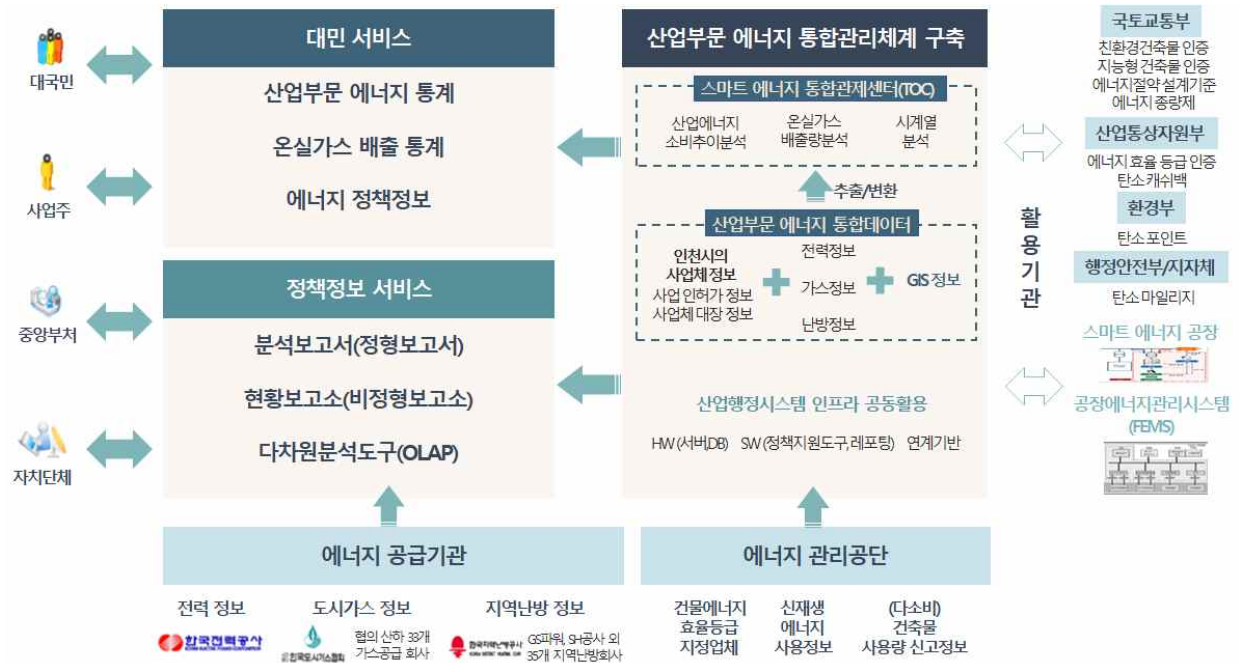 대국민
사업주
중앙부처
자치단체
대민 서비스
산업부문 에너지 통계
온실가스 배출 통계
에너지 정책정보
정책정보 서비스
분석보고서(정형보고서)
현황보고소(비정형보고소)
다차원분석도구(OLAP)
산업부문 에너지 통합관리체계 구축
스마트 에너지 통합관제센터(TOC)
산업에너지
소비추이분석
온실가스
배출량분석
시계열
분석
추출/변환
산업부문 에너지 통합데이터
인천시의
사업체 정보
사업 인허가 정보
사업체 대장 정보
전력정보
가스정보
난방정보
GIS 정보
산업행정시스템 인프라 공동활용
HW (서버,DB) SW (정책지원도구,레포팅) 연계기반
활
용
기
관
국토교통부
친환경건축물 인증
지능형 건축물 인증
에너지절약 설계기준
에너지 총량제
산업통상자원부
에너지 효율 등급 인증
탄소 캐쉬백
환경부
탄소 포인트
행정안전부/지자체
탄소 마일리지
스마트 에너지 공장
공장에너지관리시스템
(FEMS)
에너지 공급기관
전력 정보
한국전력공사
도시가스 정보
한국도시가스협회
협의 산하 33개
가스공급 회사
지역난방 정보
한국지역난방공사
GS파워, SH공사 외
35개 지역난방회사
에너지 관리공단
건물에너지
효율등급
지정업체
신재생
에너지
사용정보
(다소비)
건축물
사용량 신고정보